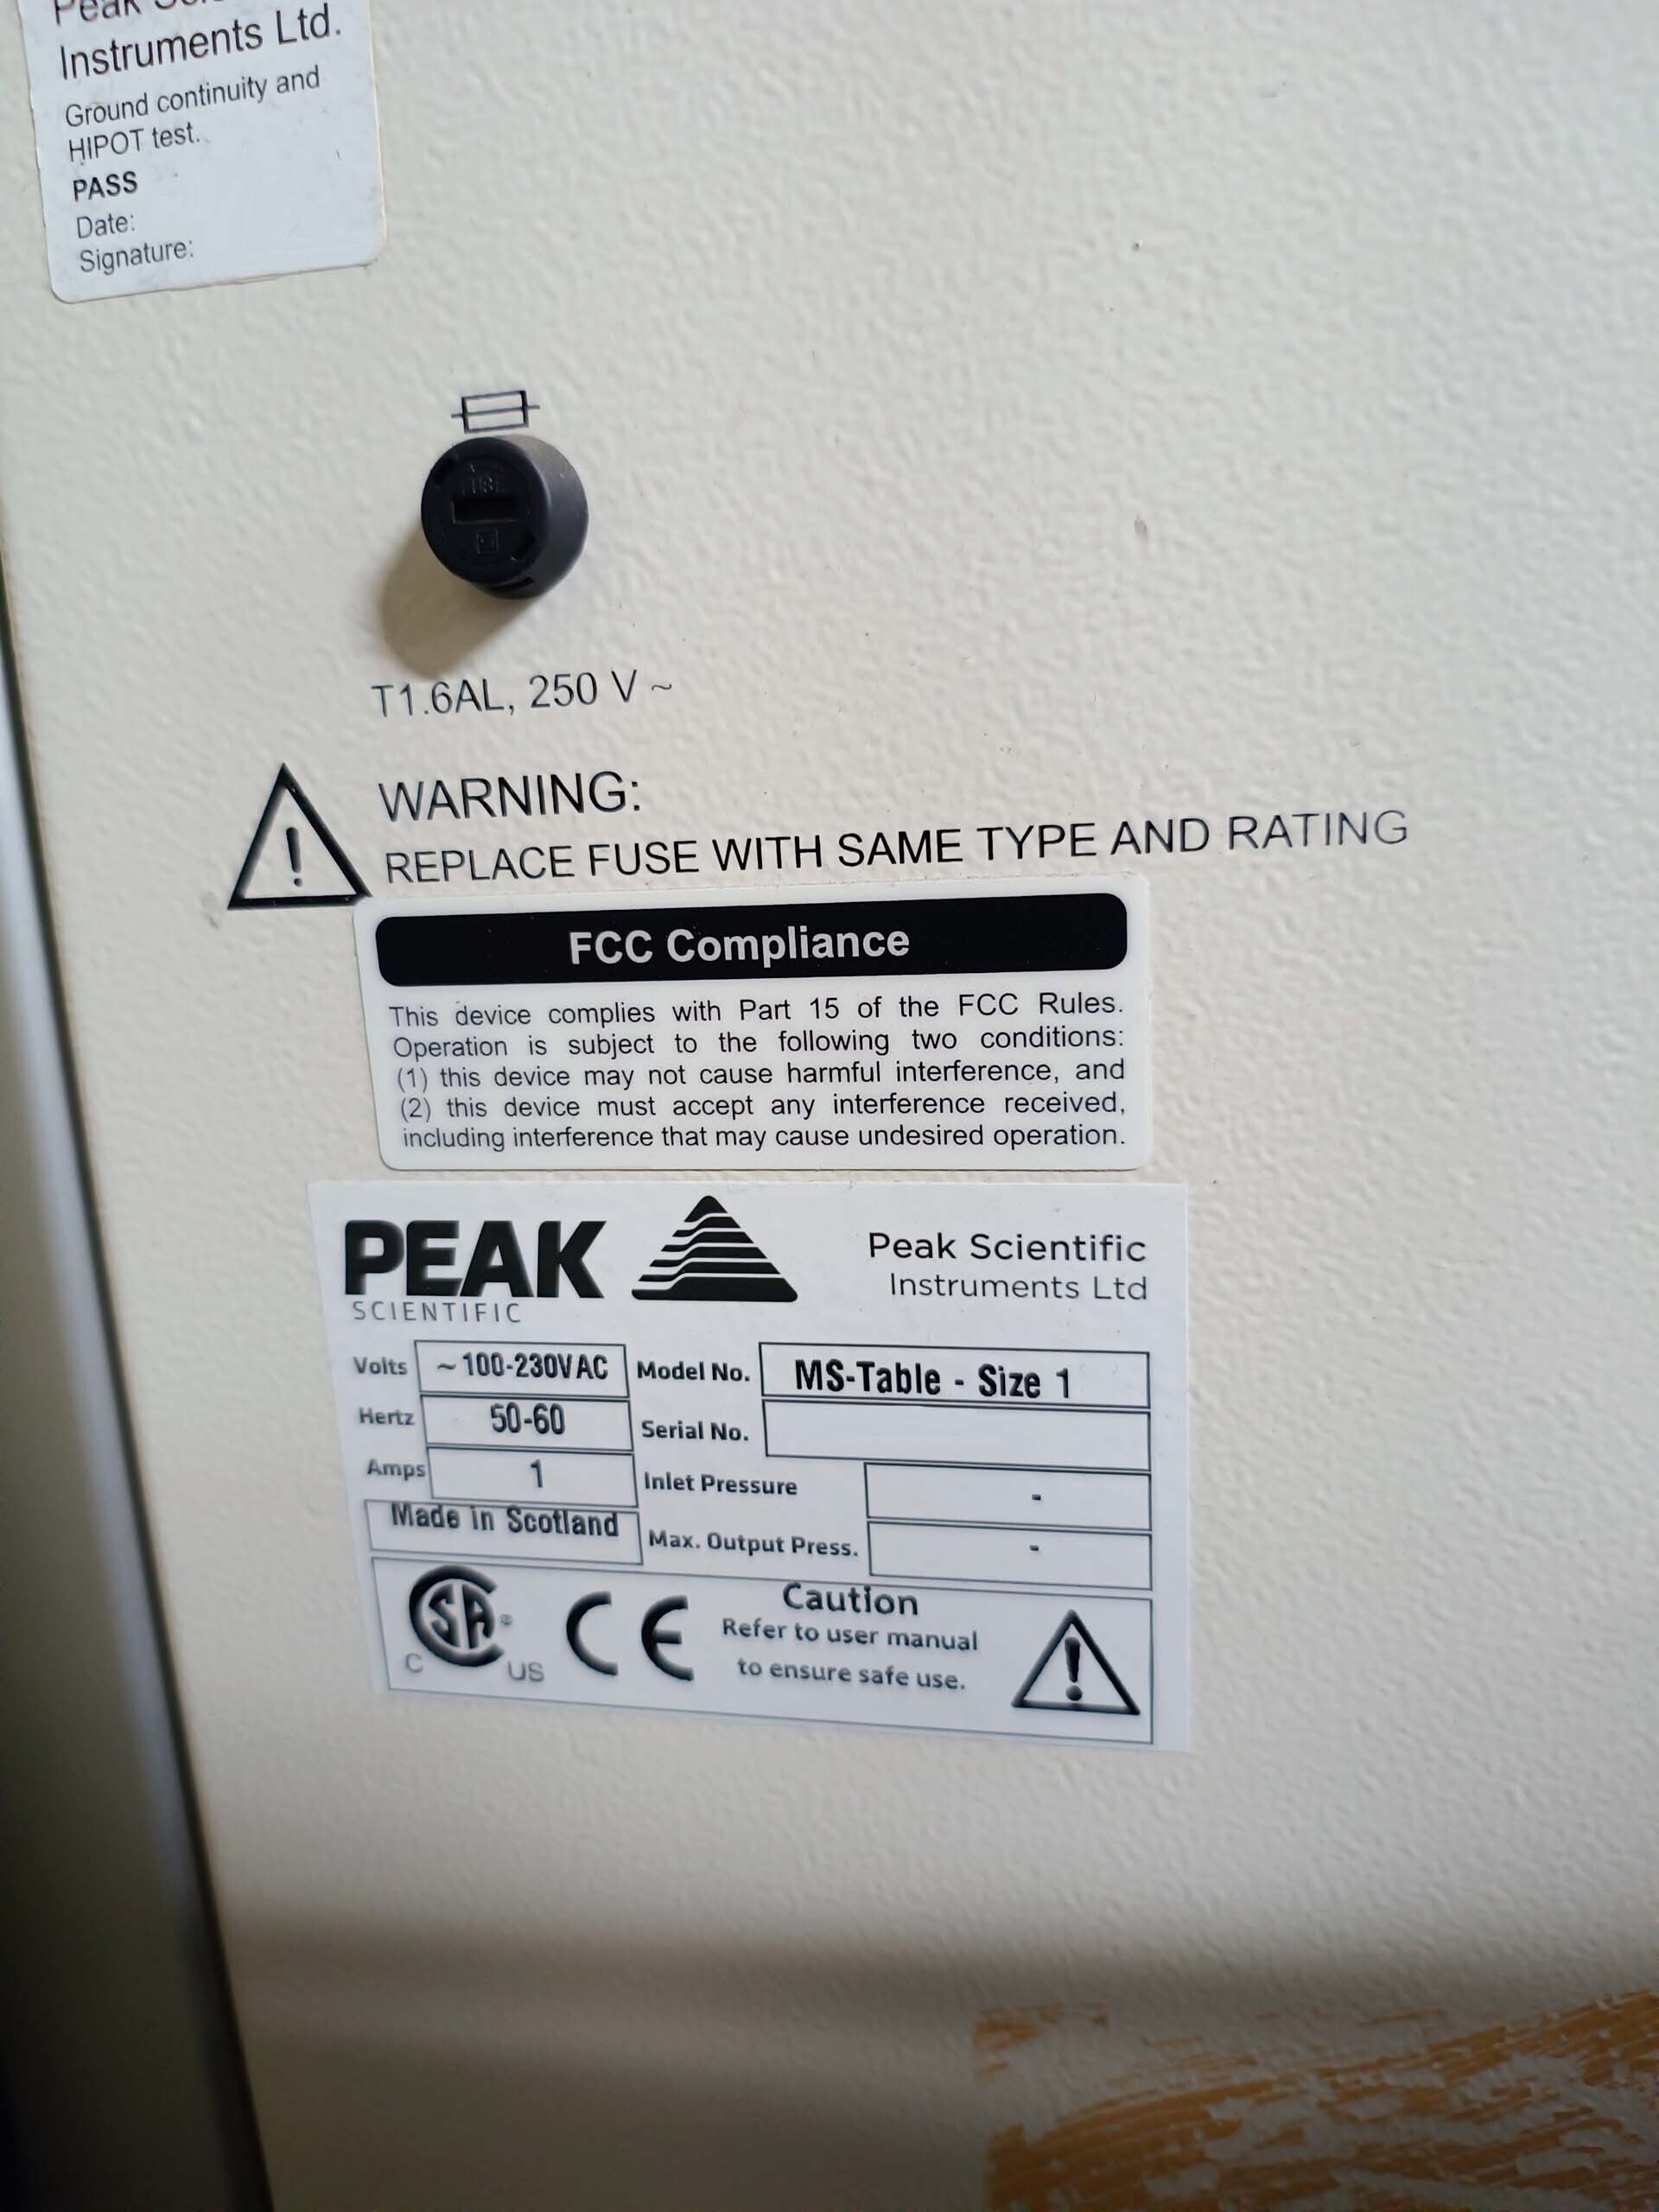 Peak
Instruments Ltd.
Ground continuity and
HIPOT test.
PASS
Date:
Signature:
T1.6AL, 250 V ~
WARNING:
REPLACE FUSE WITH SAME TYPE AND RATING
FCC Compliance
This device complies with Part 15 of the FCC Rules.
Operation is subject to the following two conditions:
(1) this device may not cause harmful interference, and
(2) this device must accept any interference received,
including interference that may cause undesired operation.
PEAK
SCIENTIFIC
Peak Scientific
Instruments Ltd
Volts ~100-230VAC Model No. MS-Table - Size 1
Hertz 50-60 Serial No.
Amps 1 Inlet Pressure -
Made in Scotland Max. Output Press. -
SA® C US CE
Caution
Refer to user manual
to ensure safe use.